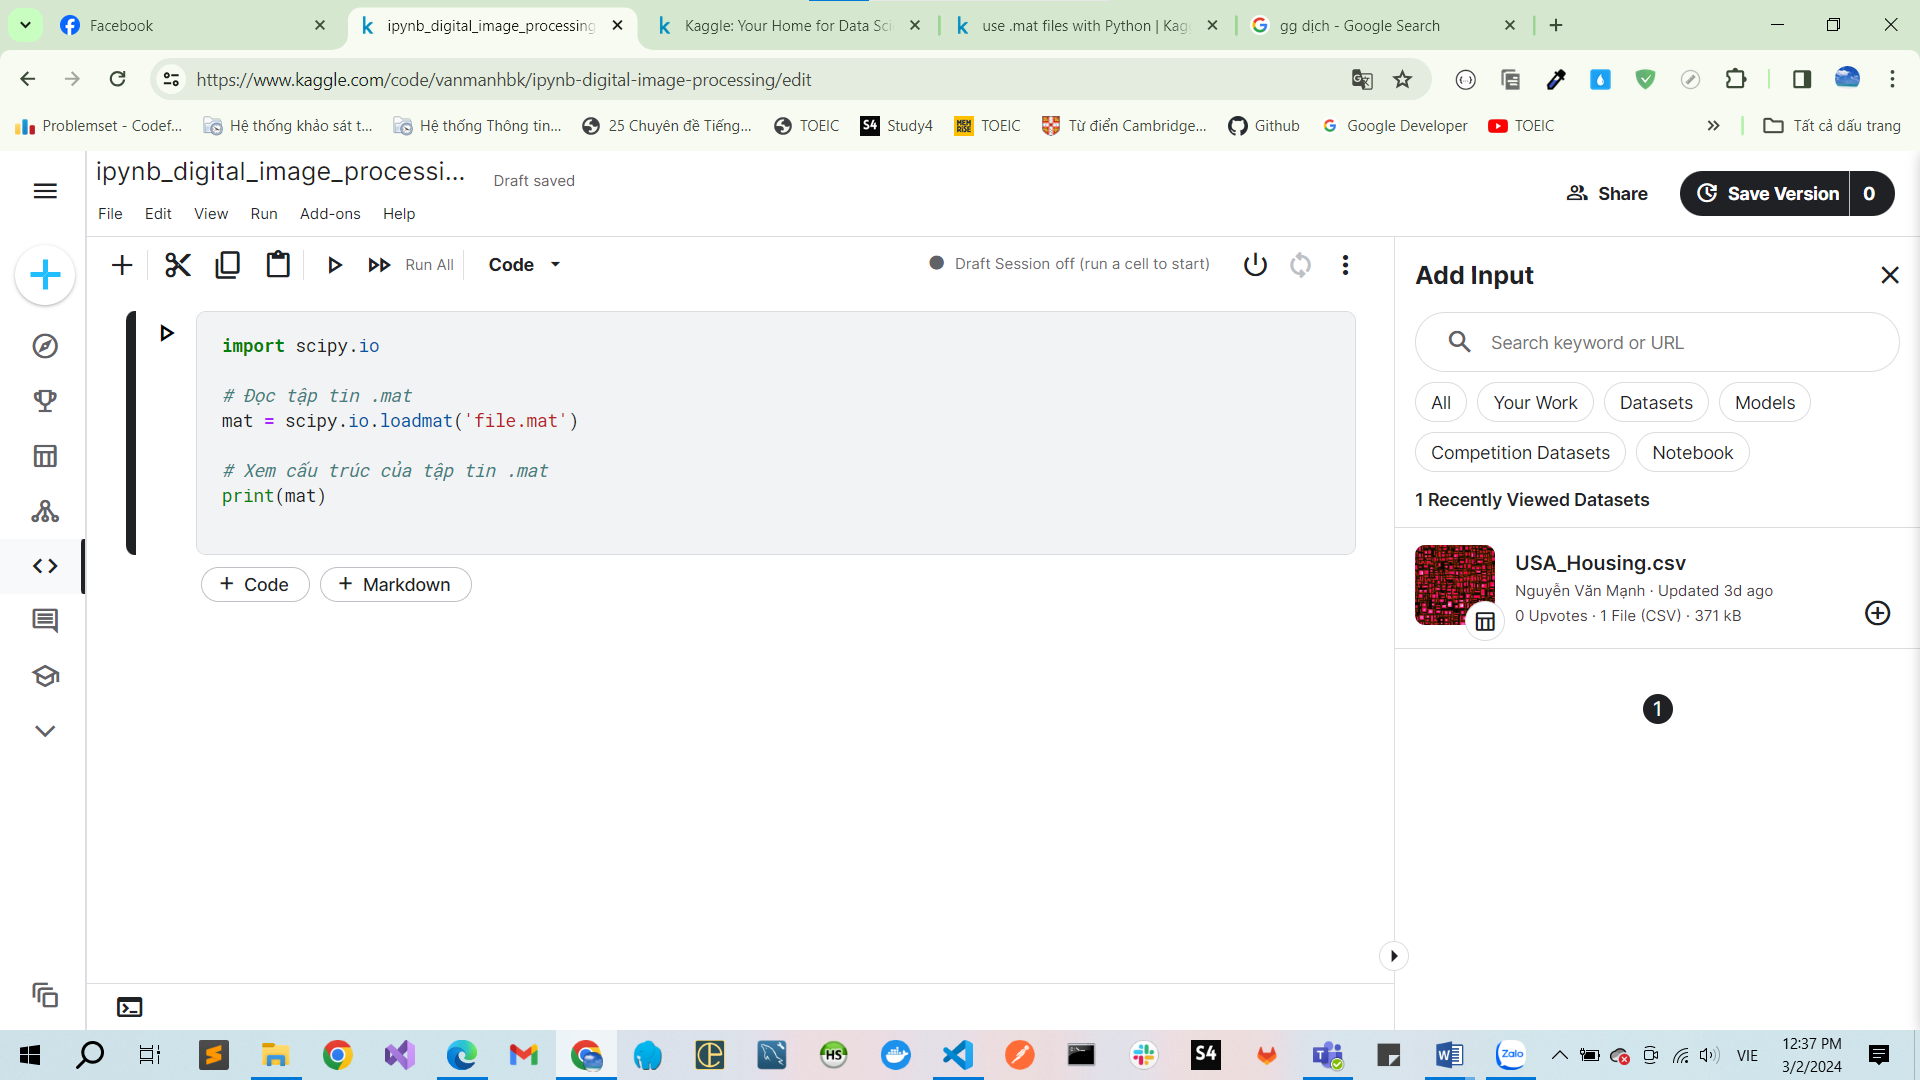 Facebook
ipynb_digital_image_processing
Kaggle: Your Home for Data Sci
use .mat files with Python | Kag
gg dịch - Google Search
https://www.kaggle.com/code/vanmanhbk/ipynb-digital-image-processing/edit
Problemset - Codef...
Hệ thống khảo sát t...
Hệ thống Thông tin...
25 Chuyên đề Tiếng...
TOEIC
S4 Study4
MEM RISE TOEIC
Từ điển Cambridge...
Github
Google Developer
TOEIC
Tất cả dấu trang
ipynb_digital_image_processi...
Draft saved
Share
Save Version
0
File Edit View Run Add-ons Help
Run All
Code
Draft Session off (run a cell to start)
import scipy.io
# Đọc tập tin .mat
mat = scipy.io.loadmat('file.mat')
# Xem cấu trúc của tập tin .mat
print(mat)
+ Code
+ Markdown
Add Input
Search keyword or URL
All
Your Work
Datasets
Models
Competition Datasets
Notebook
1 Recently Viewed Datasets
USA_Housing.csv
Nguyễn Văn Mạnh · Updated 3d ago
0 Upvotes · 1 File (CSV) · 371 kB
1
HS
S4
Zalo
VIE
12:37 PM
3/2/2024